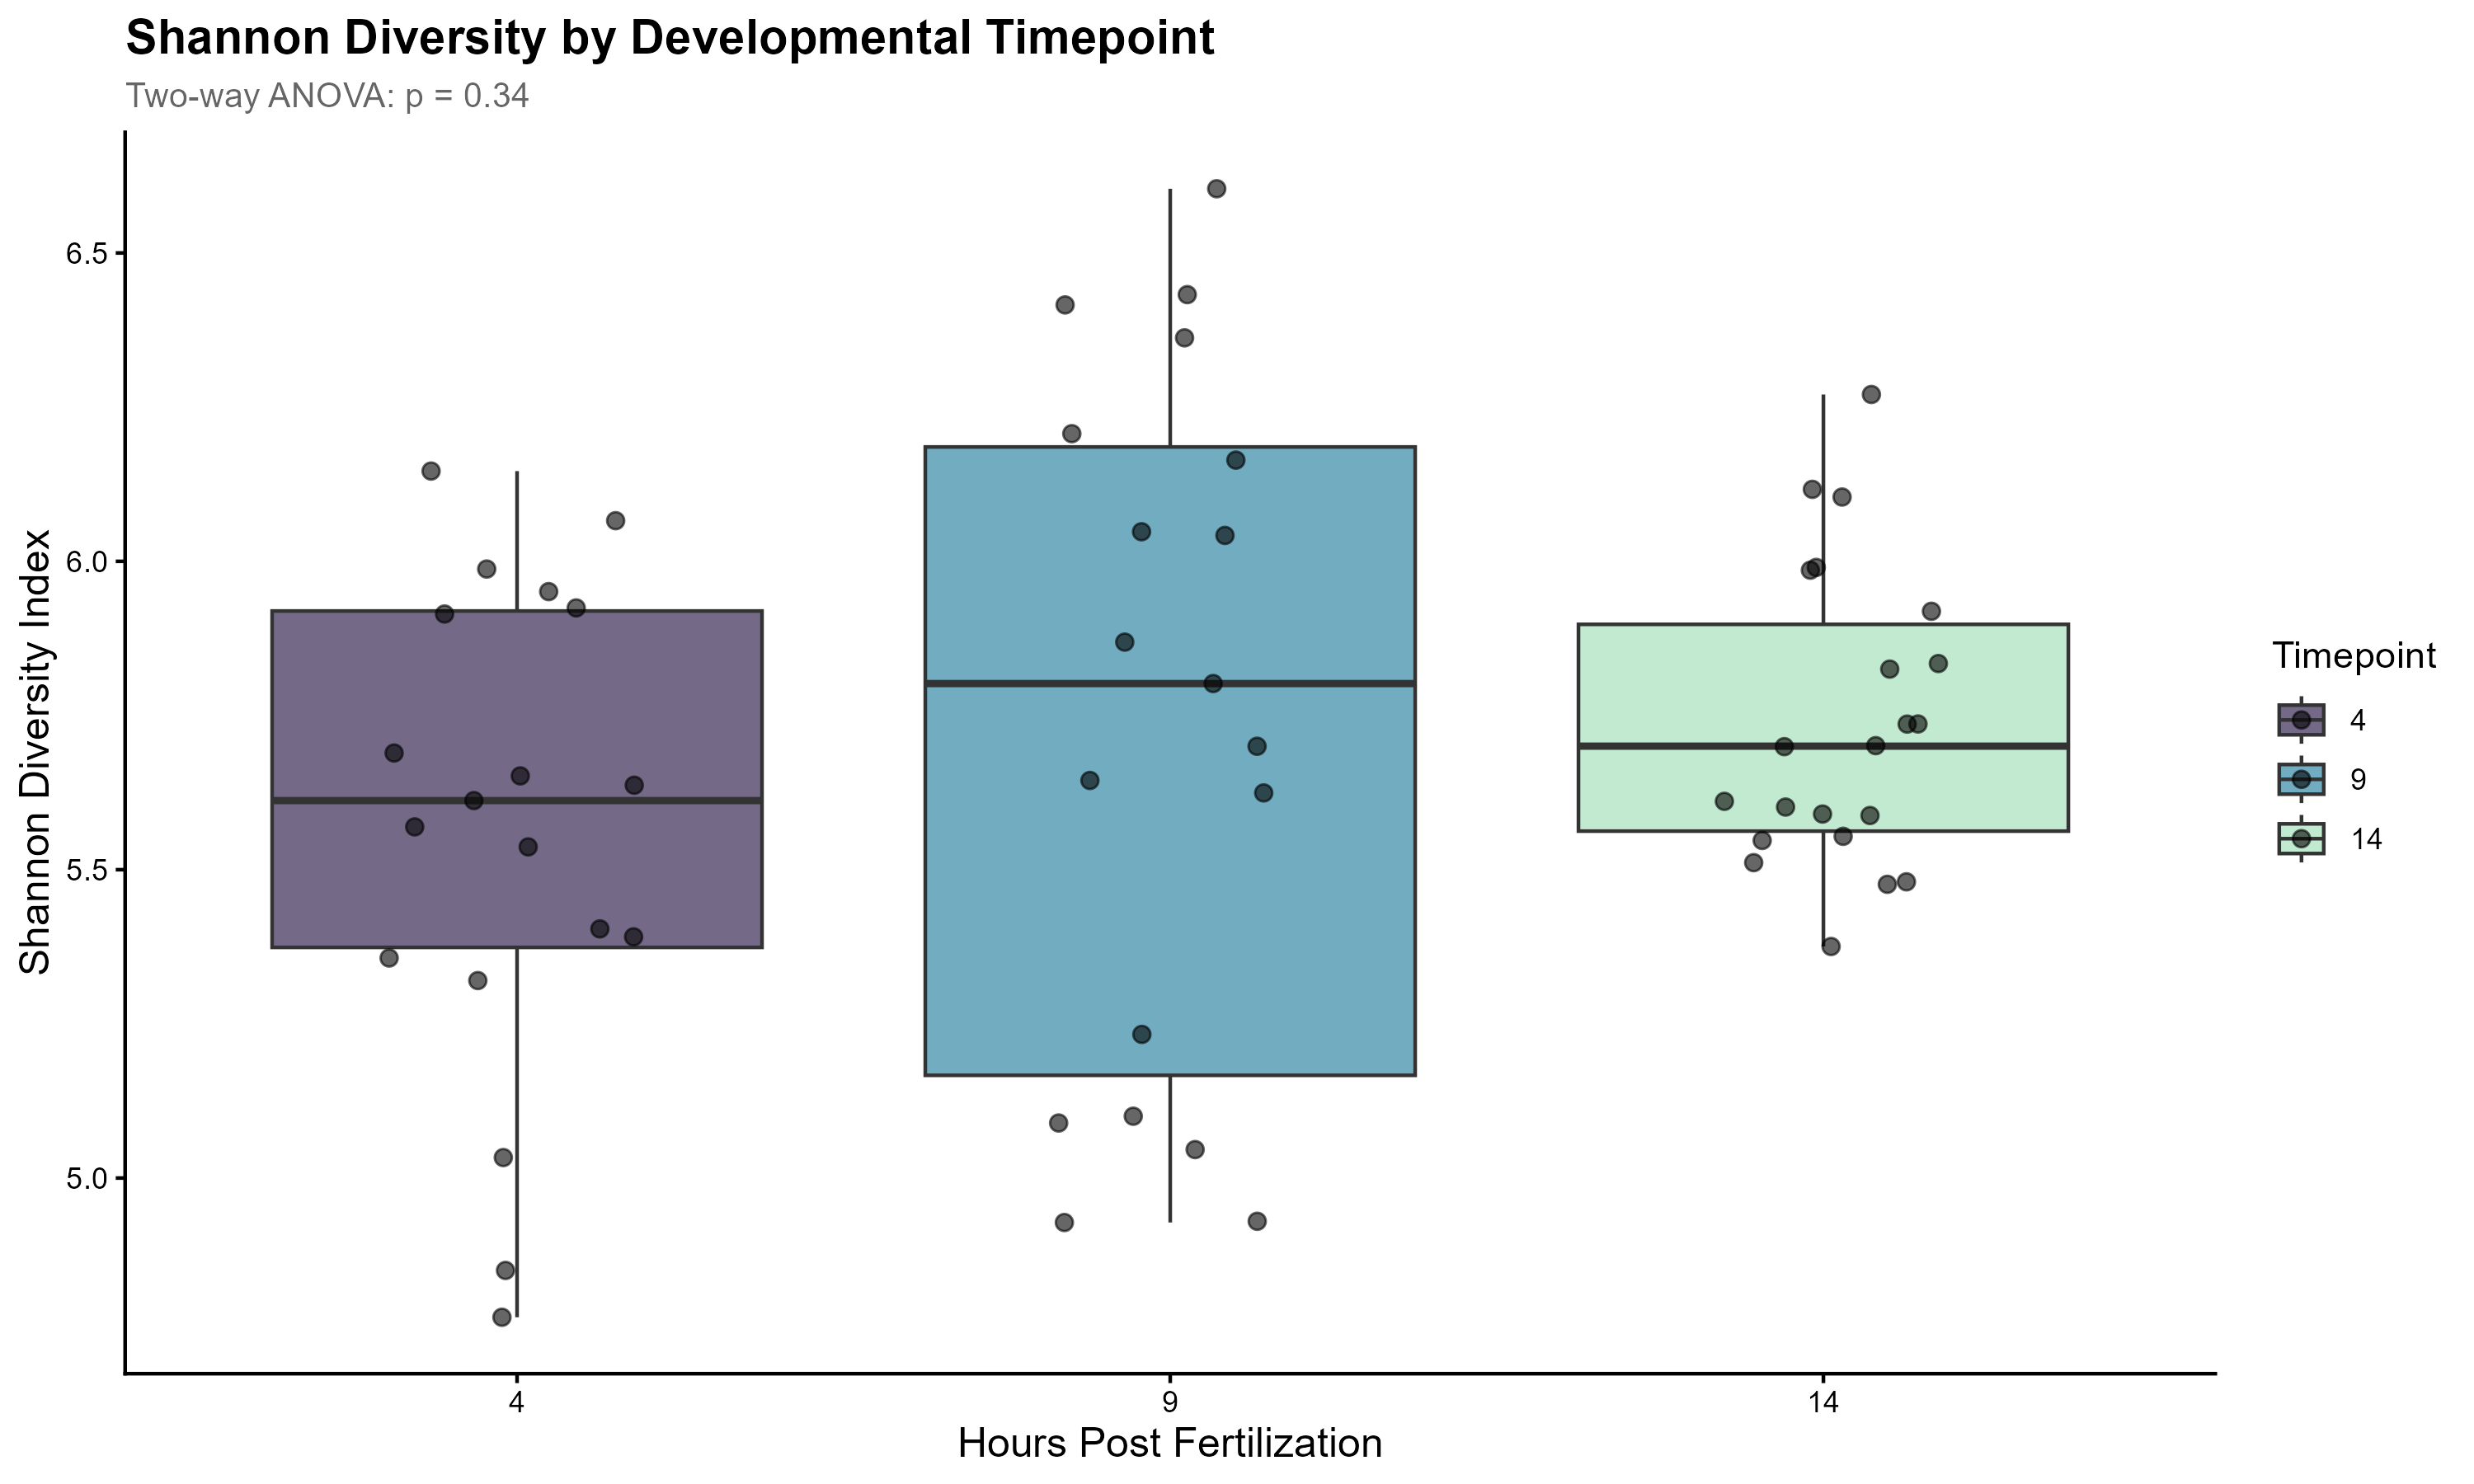 Shannon Diversity by Developmental Timepoint
Two-way ANOVA: p = 0.34
6.5
6.0
5.5
5.0
Shannon Diversity Index
4
9
14
Hours Post Fertilization
Timepoint
4
9
14